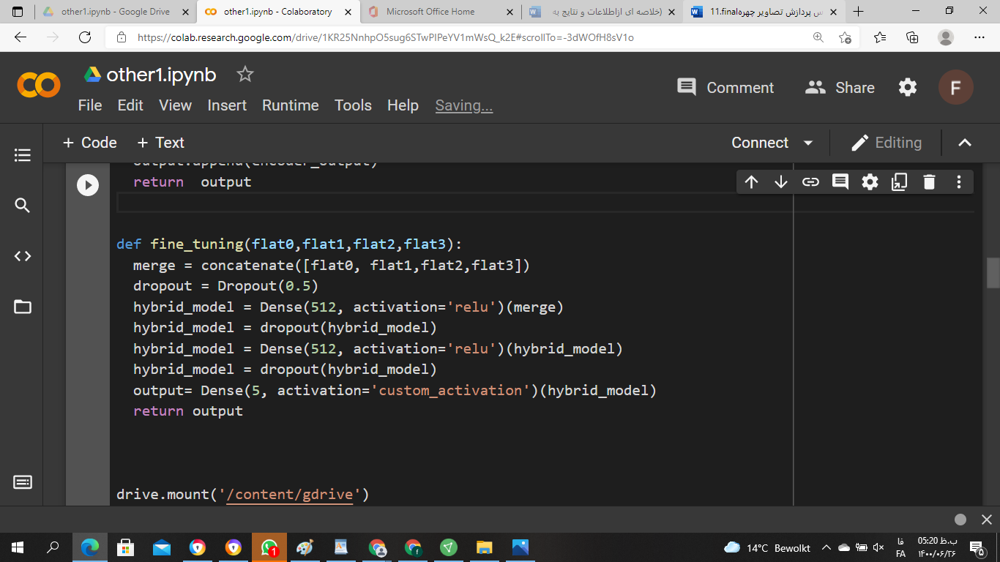 other1.ipynb - Google Drive
other1.ipynb - Colaboratory
Microsoft Office Home
(خلاصه ای ازاطلاعات و نتایج به
س پردازش تصاویر چهره11.final
https://colab.research.google.com/drive/1KR25NnhpO5sug6STwPlPeYV1mWsQ_k2E#scrollTo=-3dWOfH8sV1o
other1.ipynb
File Edit View Insert Runtime Tools Help Saving...
Comment
Share
F
+ Code + Text
Connect
Editing
output.append(encoder_output)
return output
def fine_tuning(flat0,flat1,flat2,flat3):
merge = concatenate([flat0, flat1,flat2,flat3])
dropout = Dropout(0.5)
hybrid_model = Dense(512, activation='relu')(merge)
hybrid_model = dropout(hybrid_model)
hybrid_model = Dense(512, activation='relu')(hybrid_model)
hybrid_model = dropout(hybrid_model)
output= Dense(5, activation='custom_activation')(hybrid_model)
return output
drive.mount('/content/gdrive')
1
f
14°C Bewolkt
فا
FA
05:20 ب.ظ
۱۴۰۰/۰۶/۲۶